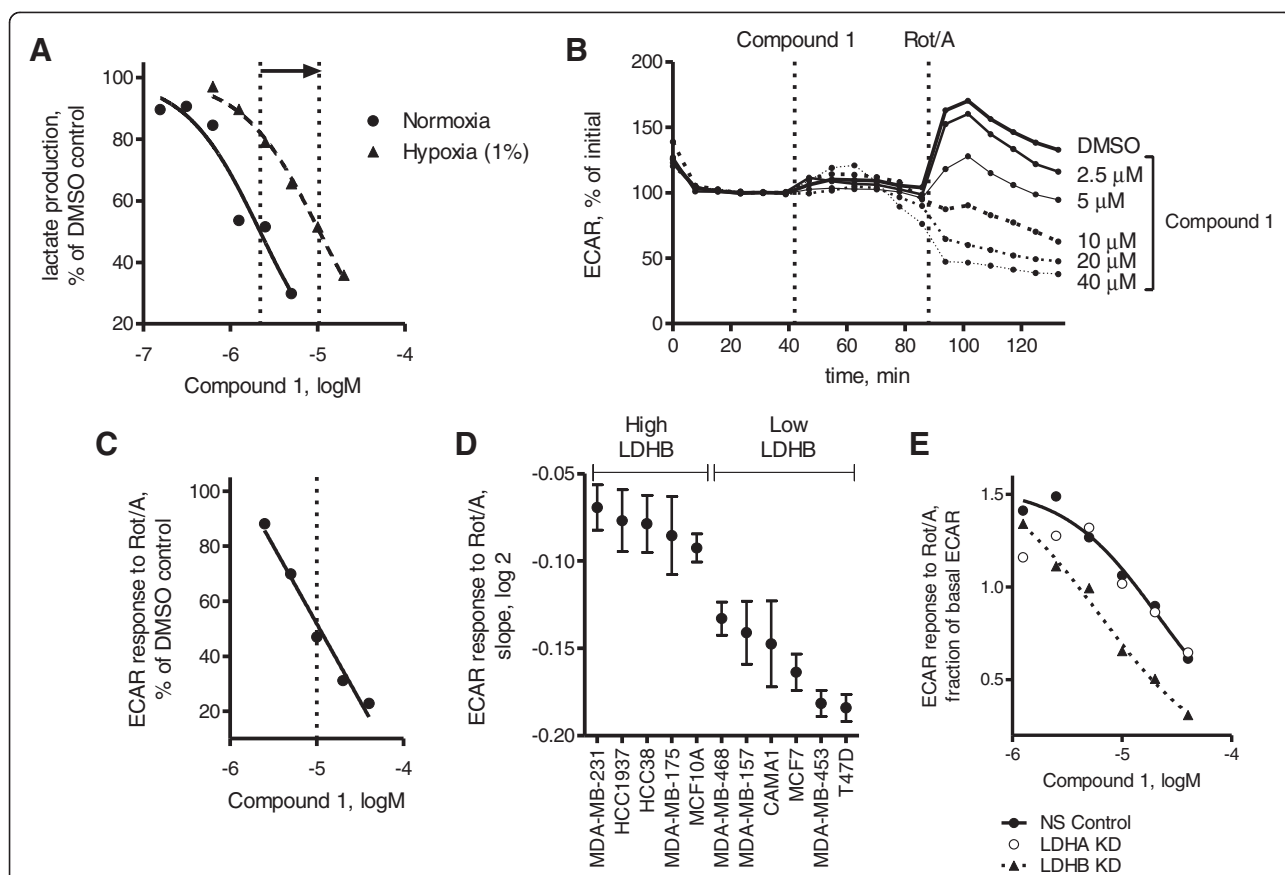 A
lactate production,
% of DMSO control
100
80
60
40
20
-7
-6
-5
-4
Compound 1, logM
Normoxia
Hypoxia (1%)
B
Compound 1
Rot/A
ECAR, % of initial
200
150
100
50
0
0
20
40
60
80
100
120
time, min
DMSO
2.5 µM
5 µM
10 µM
20 µM
40 µM
Compound 1
C
ECAR response to Rot/A,
% of DMSO control
100
80
60
40
20
-6
-5
-4
Compound 1, logM
D
High
LDHB
Low
LDHB
ECAR response to Rot/A,
slope, log 2
-0.05
-0.10
-0.15
-0.20
MDA-MB-231
HCC1937
HCC38
MDA-MB-175
MCF10A
MDA-MB-468
MDA-MB-157
CAMA1
MCF7
MDA-MB-453
T47D
E
ECAR reponse to Rot/A,
fraction of basal ECAR
1.5
1.0
0.5
-6
-5
-4
Compound 1, logM
NS Control
LDHA KD
LDHB KD